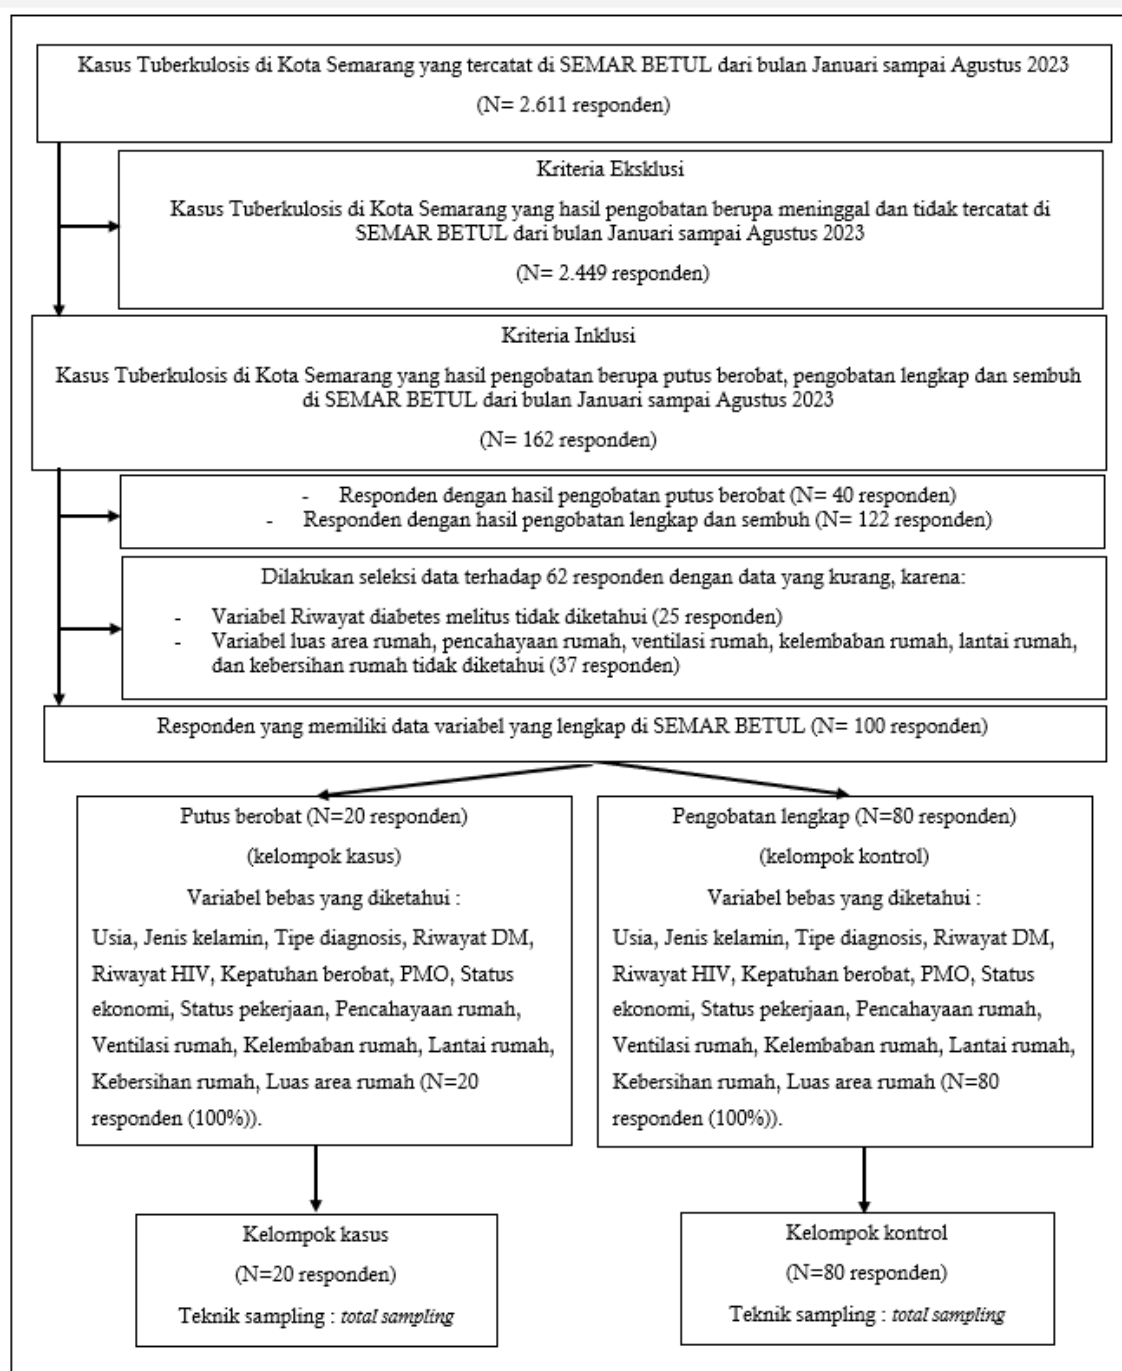 Kasus Tuberkulosis di Kota Semarang yang tercatat di SEMAR BETUL dari bulan Januari sampai Agustus 2023
(N= 2.611 responden)
Kriteria Eksklusi
Kasus Tuberkulosis di Kota Semarang yang hasil pengobatan berupa meninggal dan tidak tercatat di
SEMAR BETUL dari bulan Januari sampai Agustus 2023
(N= 2.449 responden)
Kriteria Inklusi
Kasus Tuberkulosis di Kota Semarang yang hasil pengobatan berupa putus berobat, pengobatan lengkap dan sembuh
di SEMAR BETUL dari bulan Januari sampai Agustus 2023
(N= 162 responden)
- Responden dengan hasil pengobatan putus berobat (N= 40 responden)
- Responden dengan hasil pengobatan lengkap dan sembuh (N= 122 responden)
Dilakukan seleksi data terhadap 62 responden dengan data yang kurang, karena:
- Variabel Riwayat diabetes melitus tidak diketahui (25 responden)
- Variabel luas area rumah, pencahayaan rumah, ventilasi rumah, kelembaban rumah, lantai rumah,
dan kebersihan rumah tidak diketahui (37 responden)
Responden yang memiliki data variabel yang lengkap di SEMAR BETUL (N= 100 responden)
Putus berobat (N=20 responden)
(kelompok kasus)
Variabel bebas yang diketahui :
Usia, Jenis kelamin, Tipe diagnosis, Riwayat DM,
Riwayat HIV, Kepatuhan berobat, PMO, Status
ekonomi, Status pekerjaan, Pencahayaan rumah,
Ventilasi rumah, Kelembaban rumah, Lantai rumah,
Kebersihan rumah, Luas area rumah (N=20
responden (100%)).
Pengobatan lengkap (N=80 responden)
(kelompok kontrol)
Variabel bebas yang diketahui :
Usia, Jenis kelamin, Tipe diagnosis, Riwayat DM,
Riwayat HIV, Kepatuhan berobat, PMO, Status
ekonomi, Status pekerjaan, Pencahayaan rumah,
Ventilasi rumah, Kelembaban rumah, Lantai rumah,
Kebersihan rumah, Luas area rumah (N=80
responden (100%)).
Kelompok kasus
(N=20 responden)
Teknik sampling : total sampling
Kelompok kontrol
(N=80 responden)
Teknik sampling : total sampling